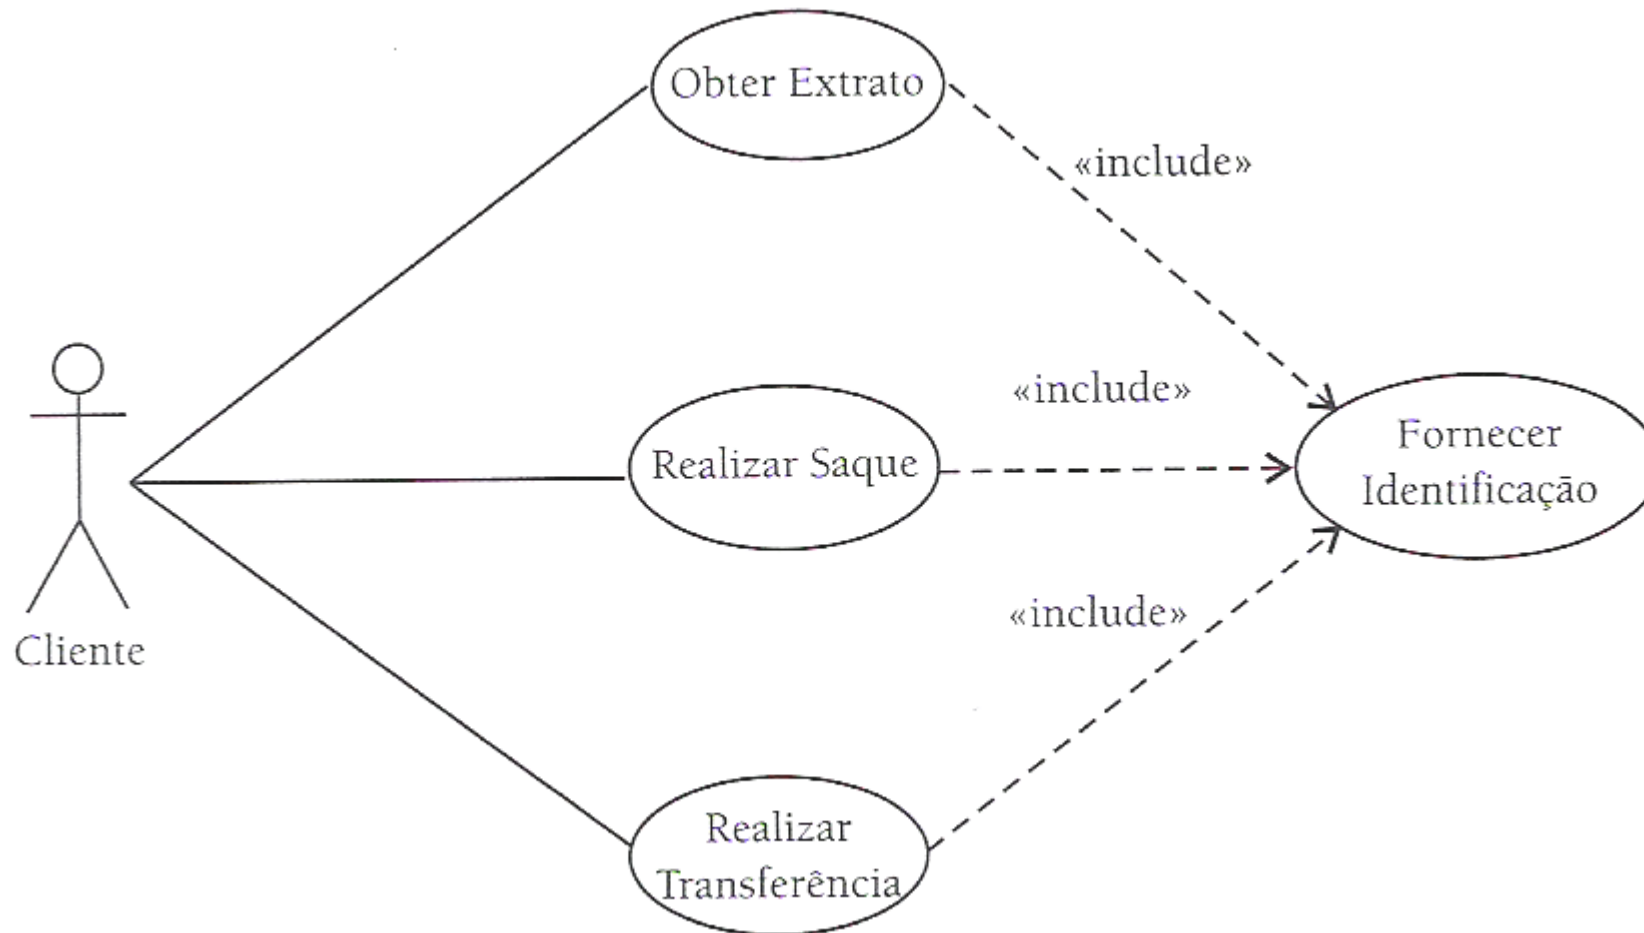 Obter Extrato
«include»
«include»
Realizar Saque
Fornecer
Identificação
«include»
Cliente
Realizar
Transferência